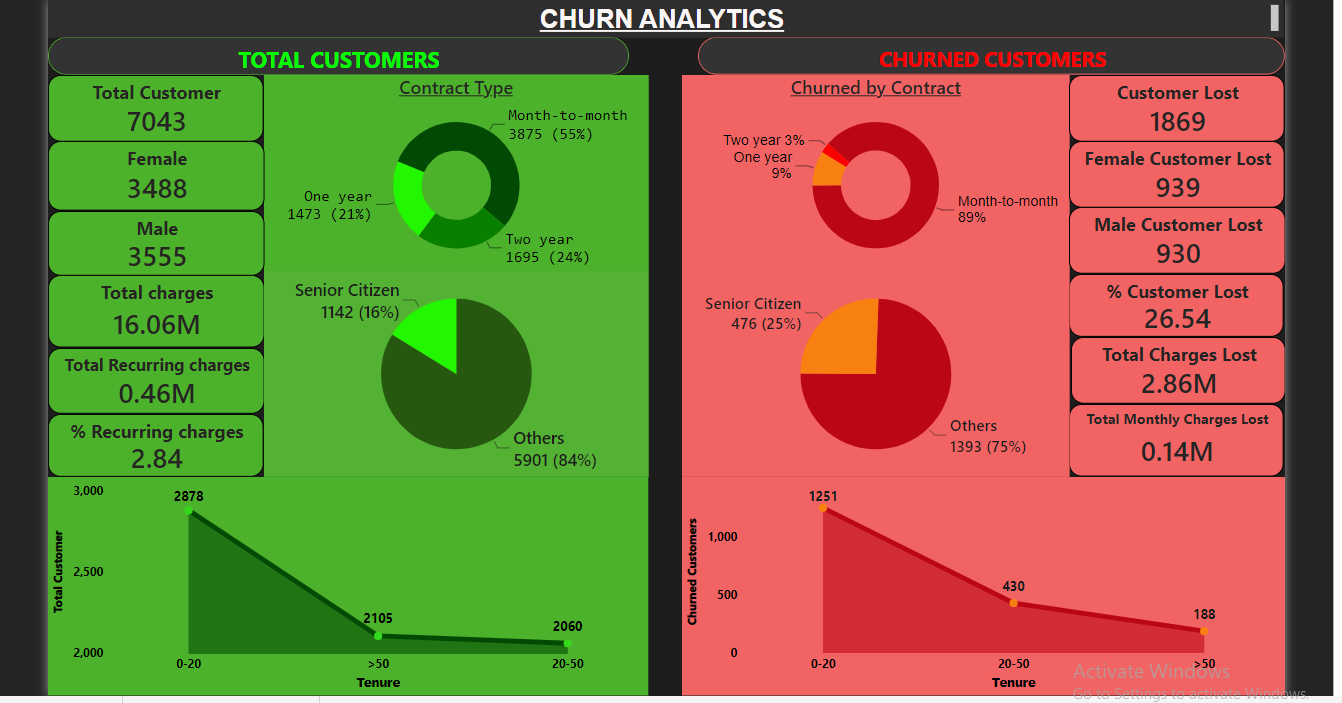 CHURN ANALYTICS
TOTAL CUSTOMERS
Total Customer
7043
Female
3488
Male
3555
Total charges
16.06M
Total Recurring charges
0.46M
% Recurring charges
2.84
Contract Type
Month-to-month
3875 (55%)
One year
1473 (21%)
Two year
1695 (24%)
Senior Citizen
1142 (16%)
Others
5901 (84%)
Total Customer
3,000
2,500
2,000
2878
2105
2060
0-20
>50
20-50
Tenure
CHURNED CUSTOMERS
Churned by Contract
Two year 3%
One year
9%
Month-to-month
89%
Senior Citizen
476 (25%)
Others
1393 (75%)
Customer Lost
1869
Female Customer Lost
939
Male Customer Lost
930
% Customer Lost
26.54
Total Charges Lost
2.86M
Total Monthly Charges Lost
0.14M
Churned Customers
1,000
500
0
1251
430
188
0-20
20-50
>50
Tenure
Activate Windows
Go to Settings to activate Windows.